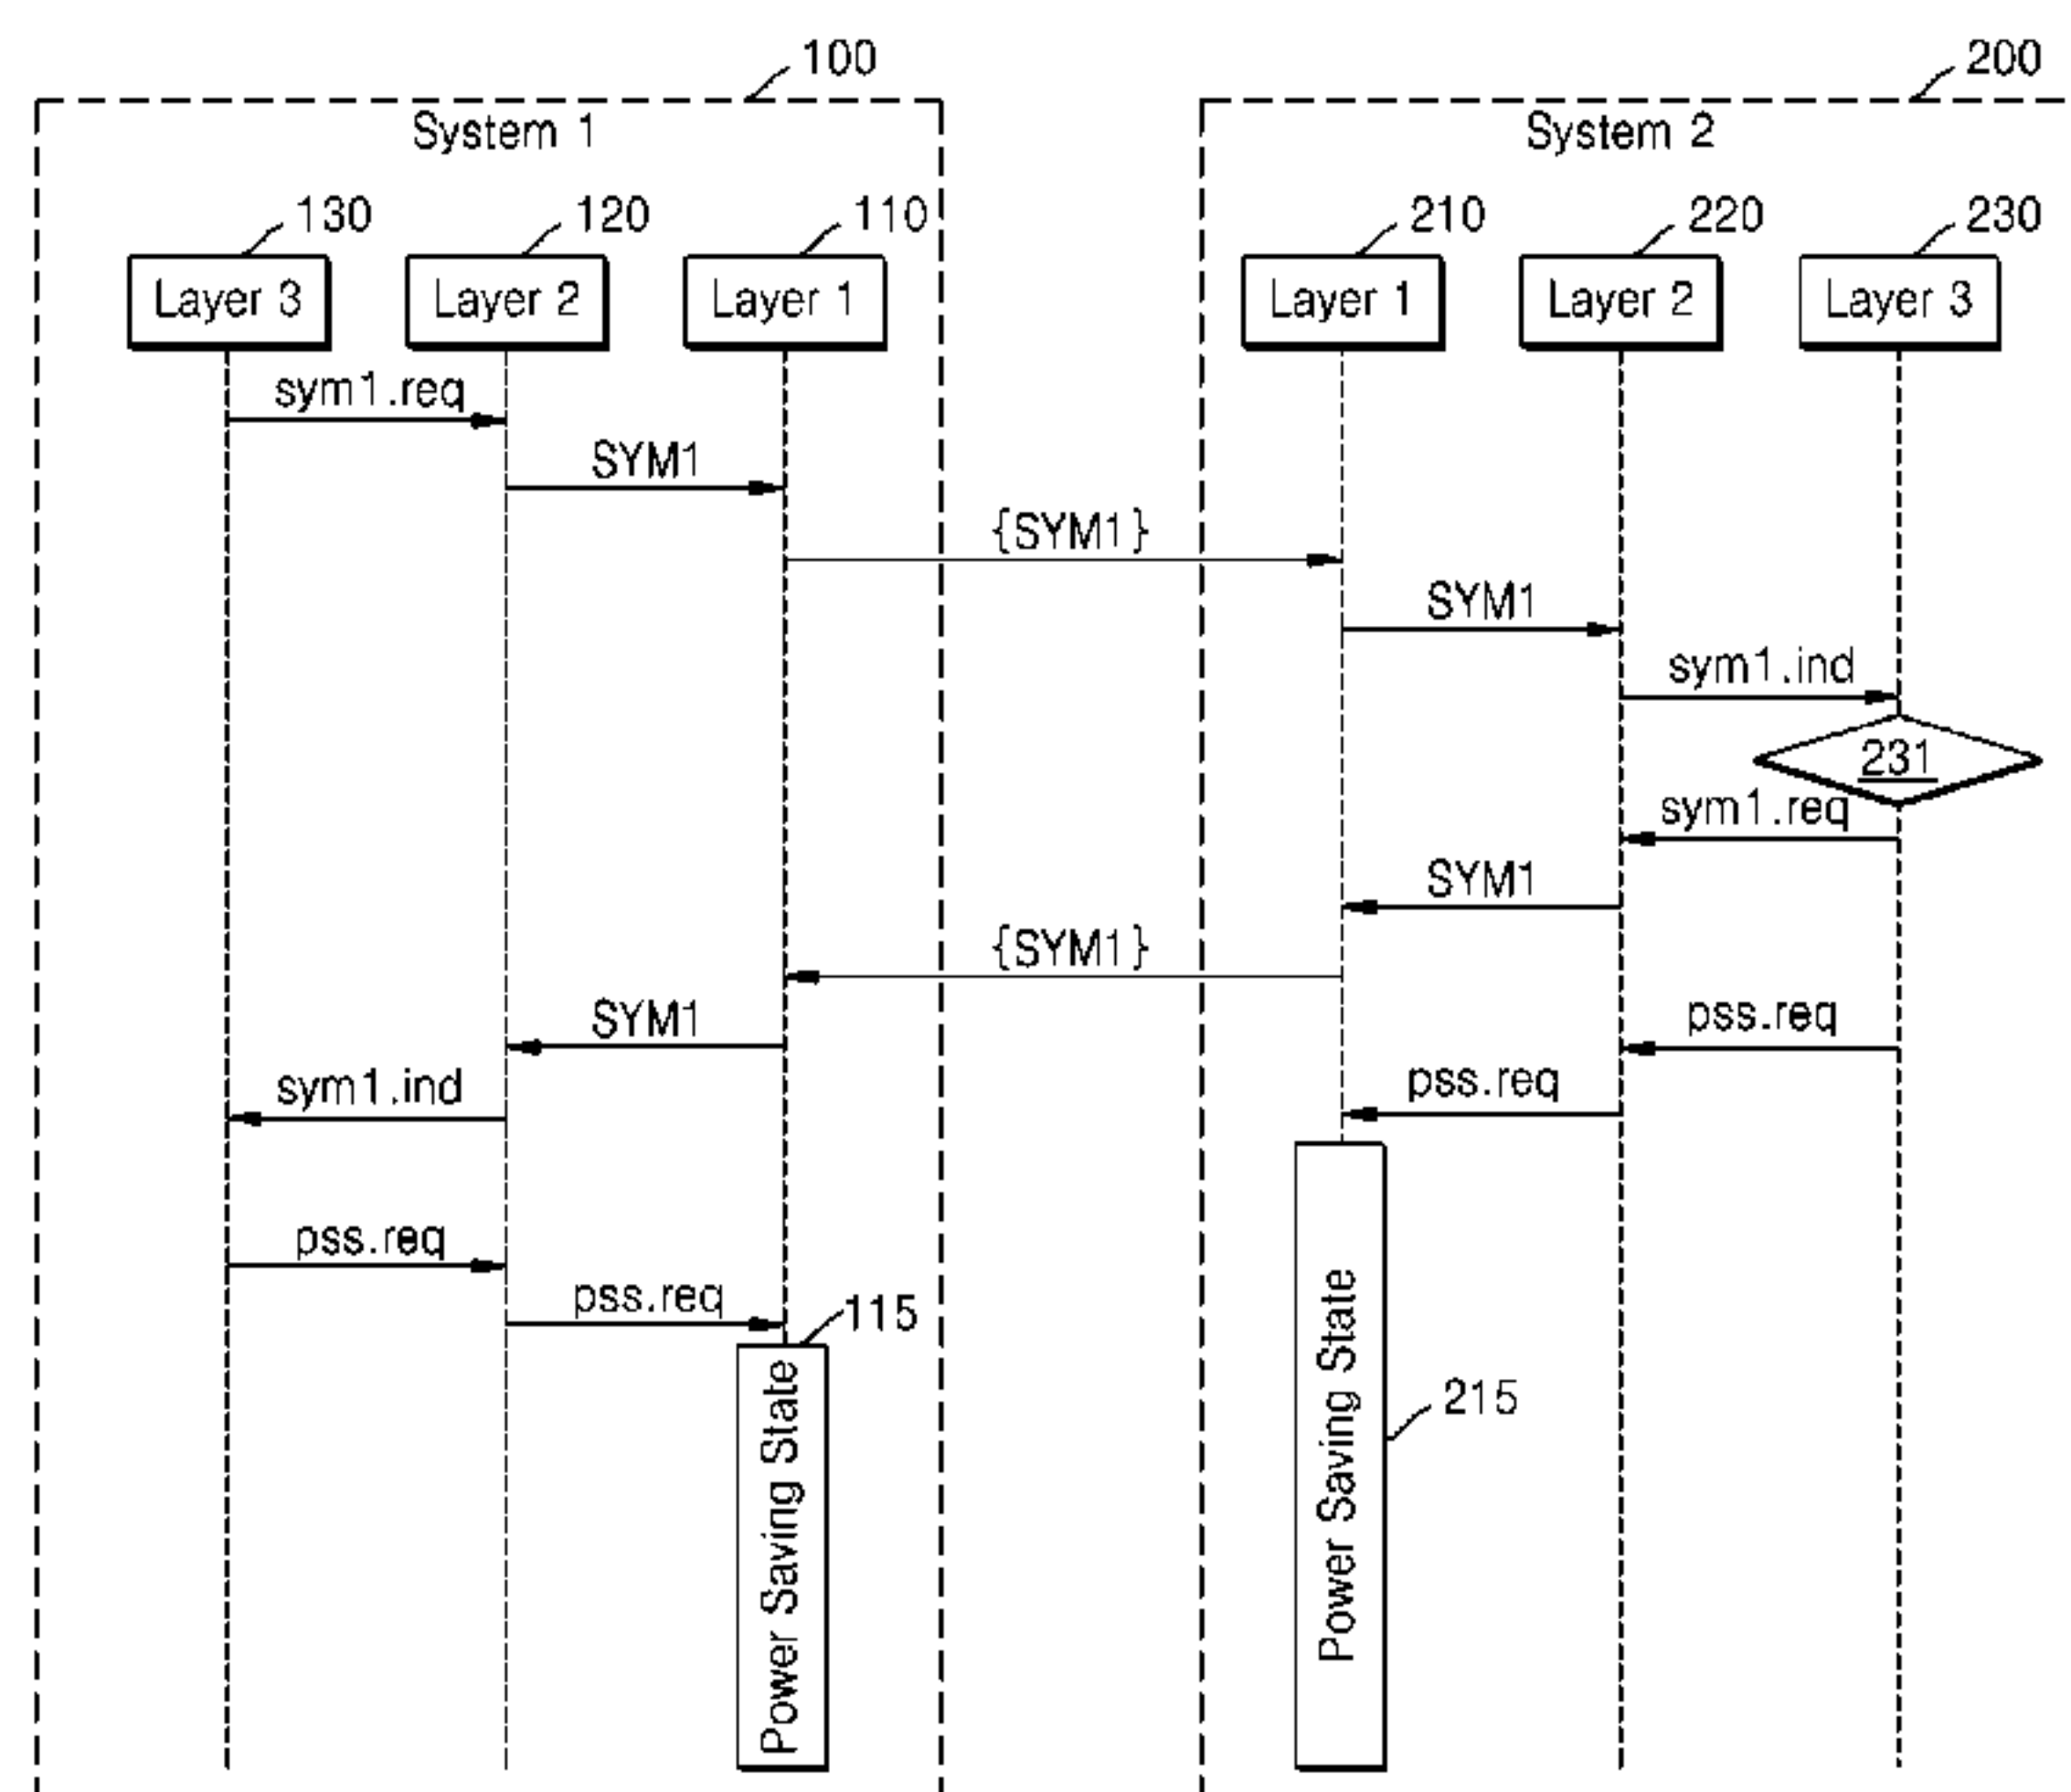 100
200
System 1
System 2
130
120
110
210
220
230
Layer 3
Layer 2
Layer 1
Layer 1
Layer 2
Layer 3
sym1.req
SYM1
{SYM1}
SYM1
sym1.ind
231
sym1.req
SYM1
{SYM1}
SYM1
pss.req
sym1.ind
pss.req
pss.req
pss.req
115
Power Saving State
Power Saving State
215